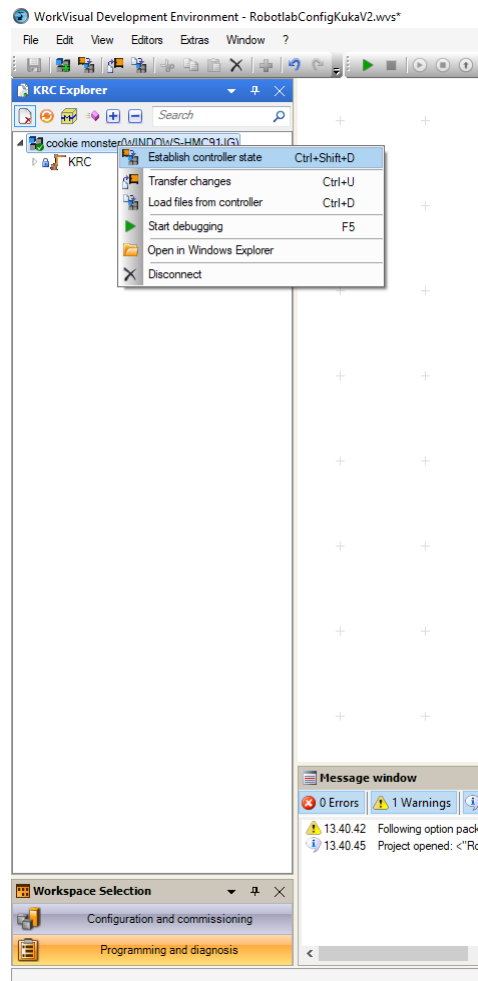 WorkVisual Development Environment - RobotlabConfigKukaV2.wvs*
File Edit View Editors Extras Window ?
KRC Explorer
Search
cookie monster(WINDOWS-HMC91JG)
KRC
Establish controller state Ctrl+Shift+D
Transfer changes Ctrl+U
Load files from controller Ctrl+D
Start debugging F5
Open in Windows Explorer
Disconnect
Message window
0 Errors 1 Warnings
13.40.42 Following option pack
13.40.45 Project opened: <"Ro
Workspace Selection
Configuration and commissioning
Programming and diagnosis